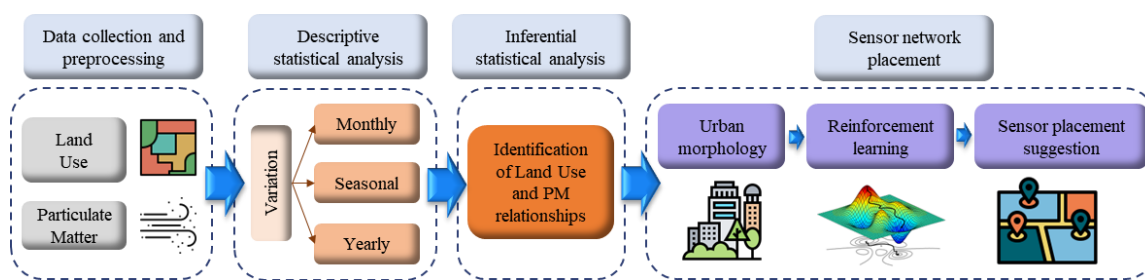 Data collection and
preprocessing
Descriptive
statistical analysis
Inferential
statistical analysis
Sensor network
placement
Land
Use
Particulate
Matter
Variation
Monthly
Seasonal
Yearly
Identification
of Land Use
and PM
relationships
Urban
morphology
Reinforcement
learning
Sensor placement
suggestion